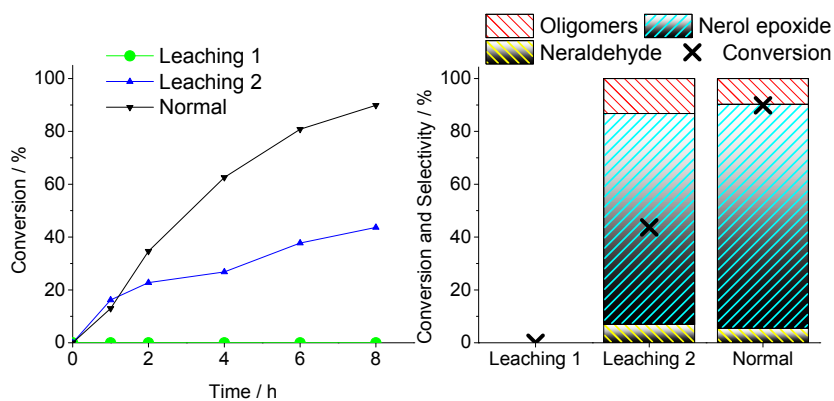 Leaching 1
Leaching 2
Normal
100
80
60
40
20
0
Conversion / %
0 2 4 6 8
Time / h
Oligomers Nerol epoxide
Neraldehyde Conversion
100
80
60
40
20
0
Conversion and Selectivity / %
Leaching 1 Leaching 2 Normal